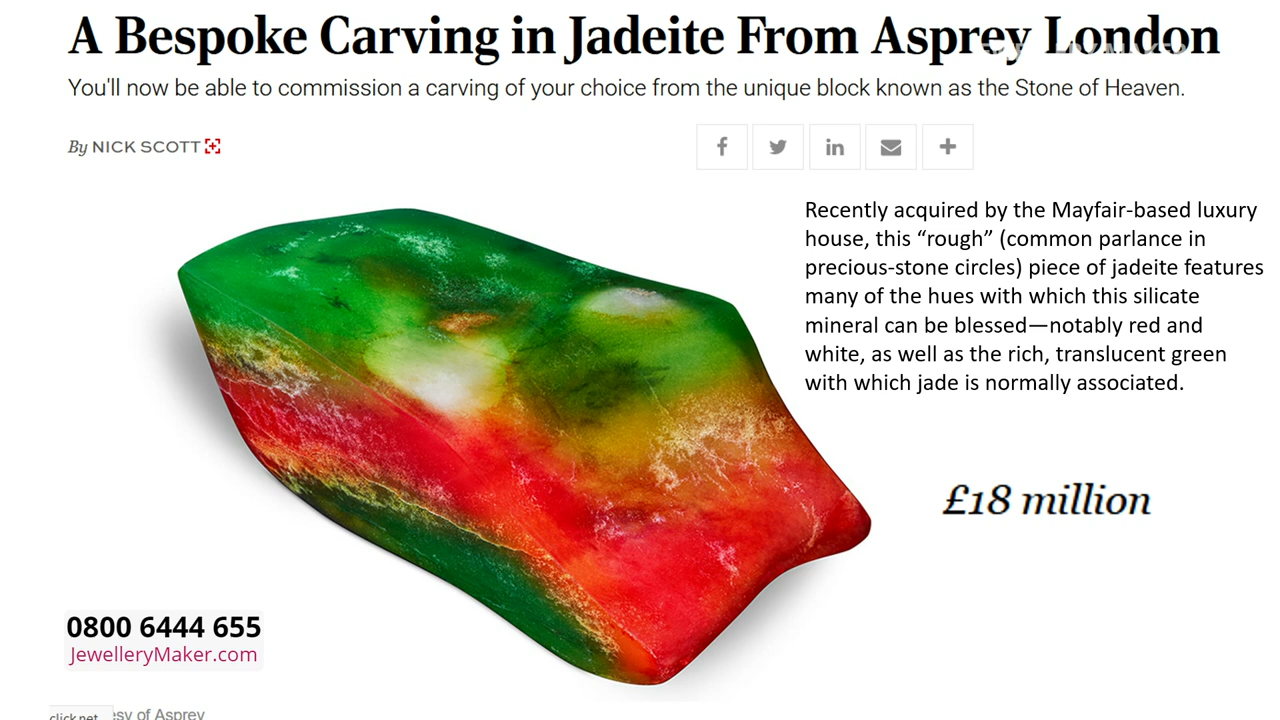 A Bespoke Carving in Jadeite From Asprey London
You'll now be able to commission a carving of your choice from the unique block known as the Stone of Heaven.
By NICK SCOTT
Recently acquired by the Mayfair-based luxury
house, this “rough” (common parlance in
precious-stone circles) piece of jadeite features
many of the hues with which this silicate
mineral can be blessed—notably red and
white, as well as the rich, translucent green
with which jade is normally associated.
£18 million
0800 6444 655
JewelleryMaker.com
click.net
esy of Asprey